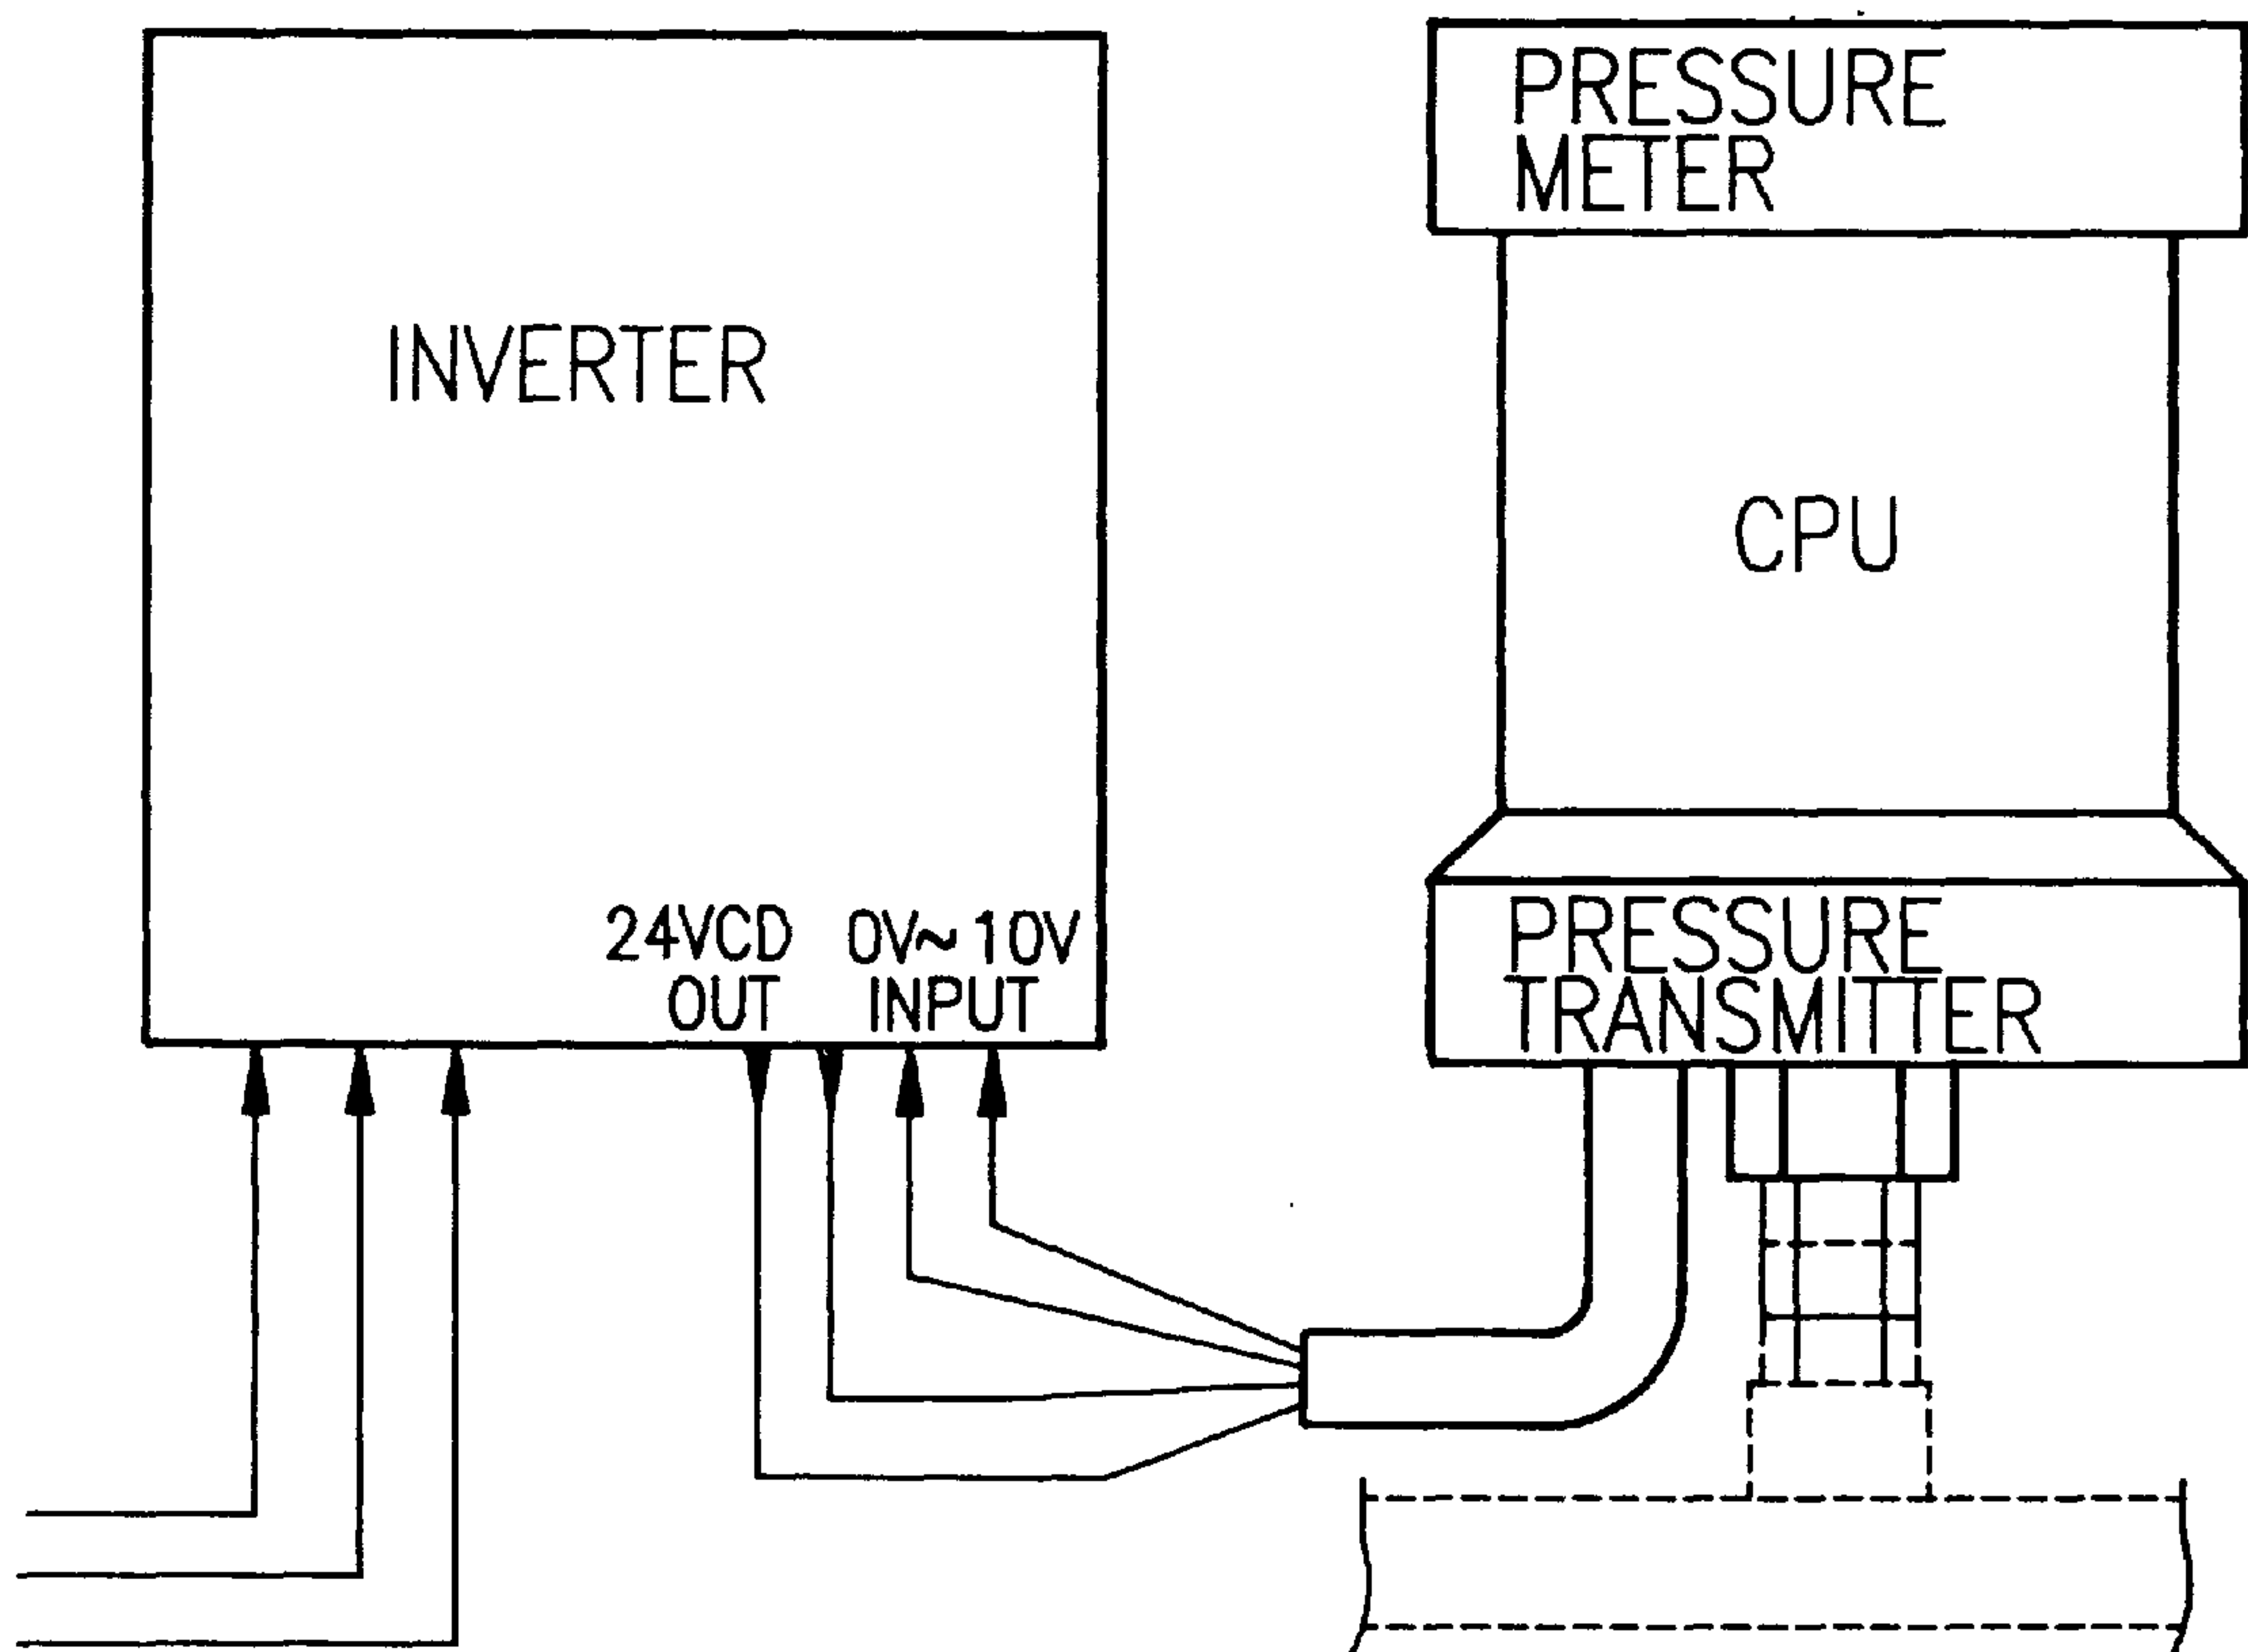 INVERTER
24VCD
OUT
0V~10V
INPUT
PRESSURE
METER
CPU
PRESSURE
TRANSMITTER